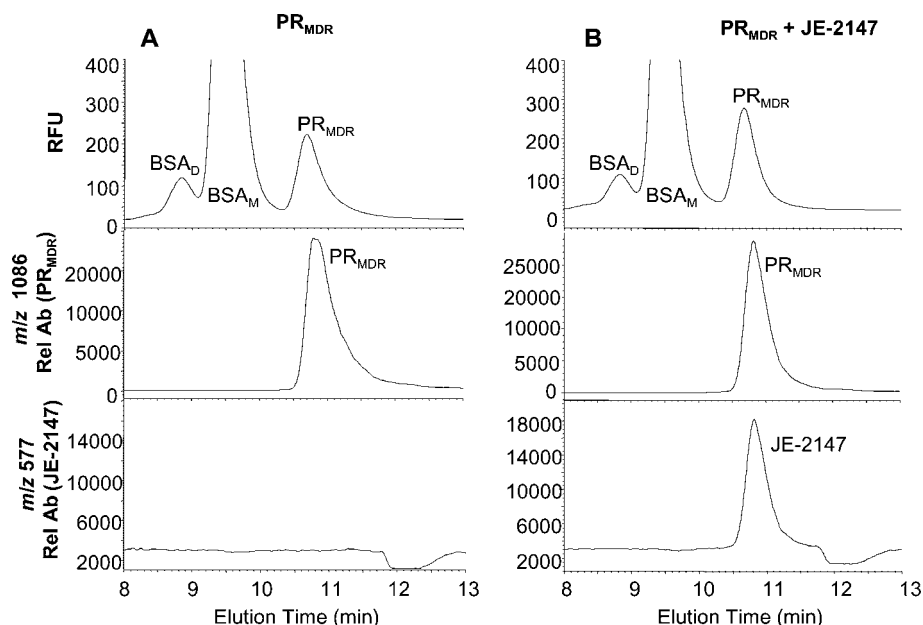 A
PR_MDR
B
PR_MDR + JE-2147
RFU
400
300
200
100
0
BSA_D
BSA_M
PR_MDR
400
300
200
100
0
BSA_D
BSA_M
PR_MDR
m/z 1086
Rel Ab (PR_MDR)
20000
10000
5000
0
PR_MDR
25000
20000
10000
5000
0
PR_MDR
m/z 577
Rel Ab (JE-2147)
14000
10000
6000
2000
18000
14000
10000
6000
2000
JE-2147
8 9 10 11 12 13
Elution Time (min)
8 9 10 11 12 13
Elution Time (min)